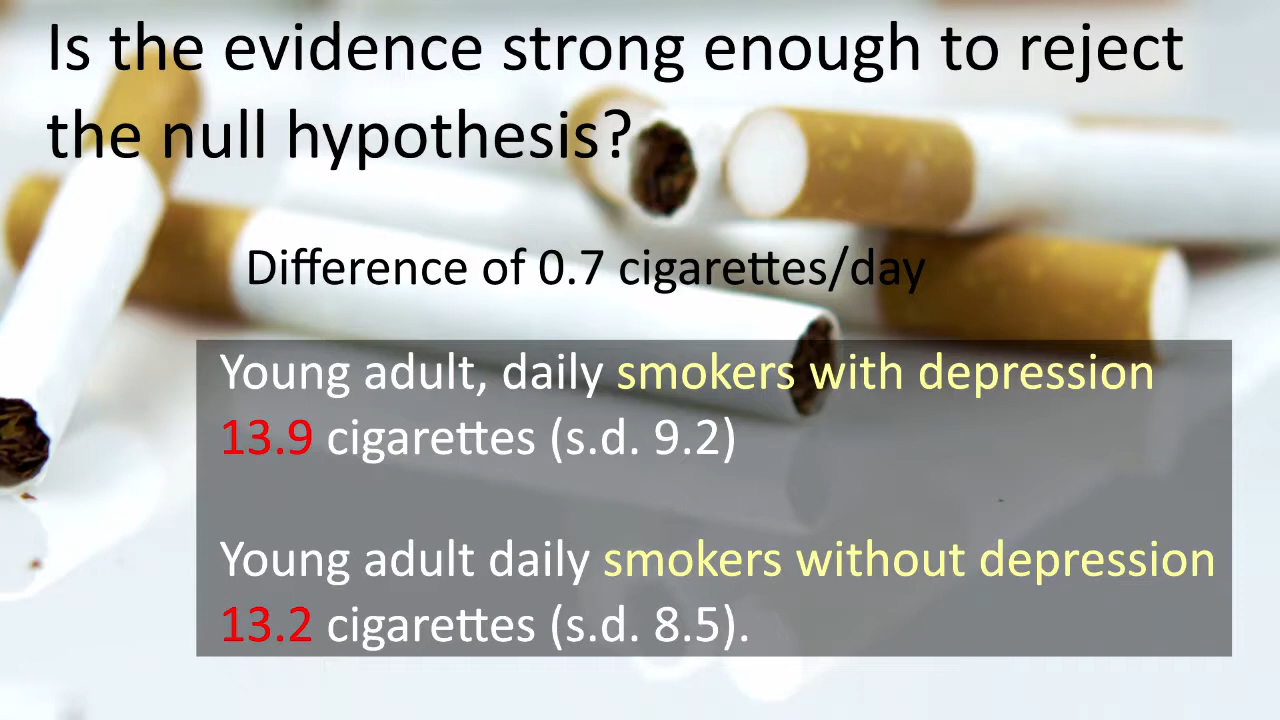 Is the evidence strong enough to reject
the null hypothesis?
Difference of 0.7 cigarettes/day
Young adult, daily smokers with depression
13.9 cigarettes (s.d. 9.2)
Young adult daily smokers without depression
13.2 cigarettes (s.d. 8.5).